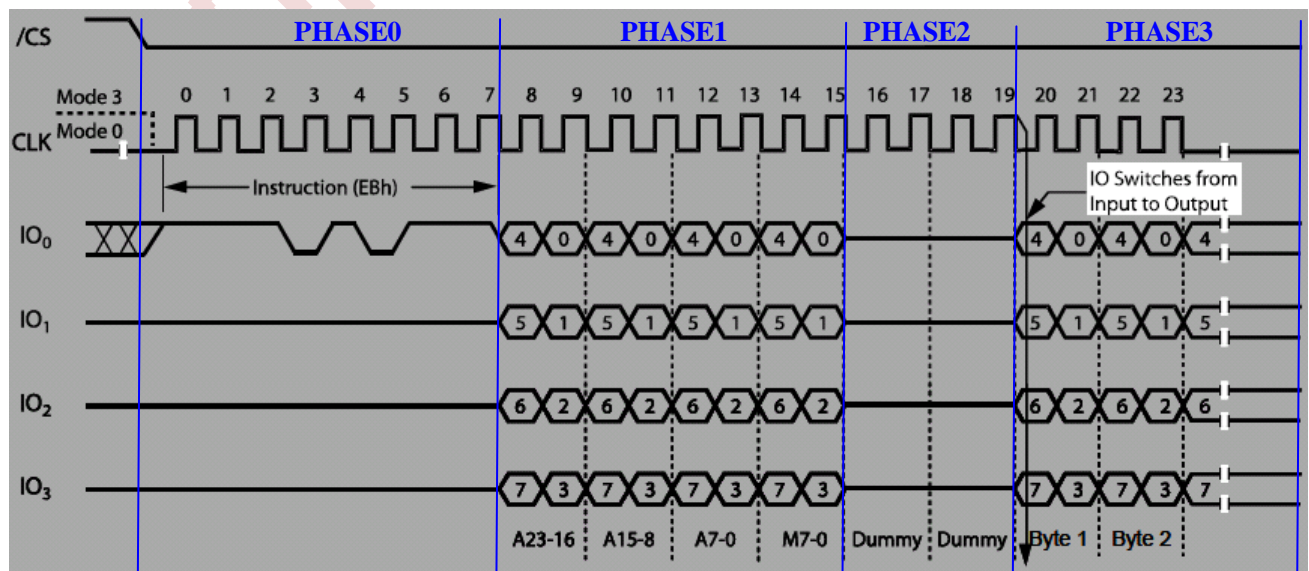 /CS PHASE0 PHASE1 PHASE2 PHASE3
Mode 3 0 1 2 3 4 5 6 7 8 9 10 11 12 13 14 15 16 17 18 19 20 21 22 23
CLK Mode 0
Instruction (EBh)
IO Switches from
Input to Output
IO0 4 0 4 0 4 0 4 0 4 0 4 0 4
IO1 5 1 5 1 5 1 5 1 5 1 5 1 5
IO2 6 2 6 2 6 2 6 2 6 2 6 2 6
IO3 7 3 7 3 7 3 7 3 7 3 7 3 7
A23-16 A15-8 A7-0 M7-0 Dummy Dummy Byte 1 Byte 2